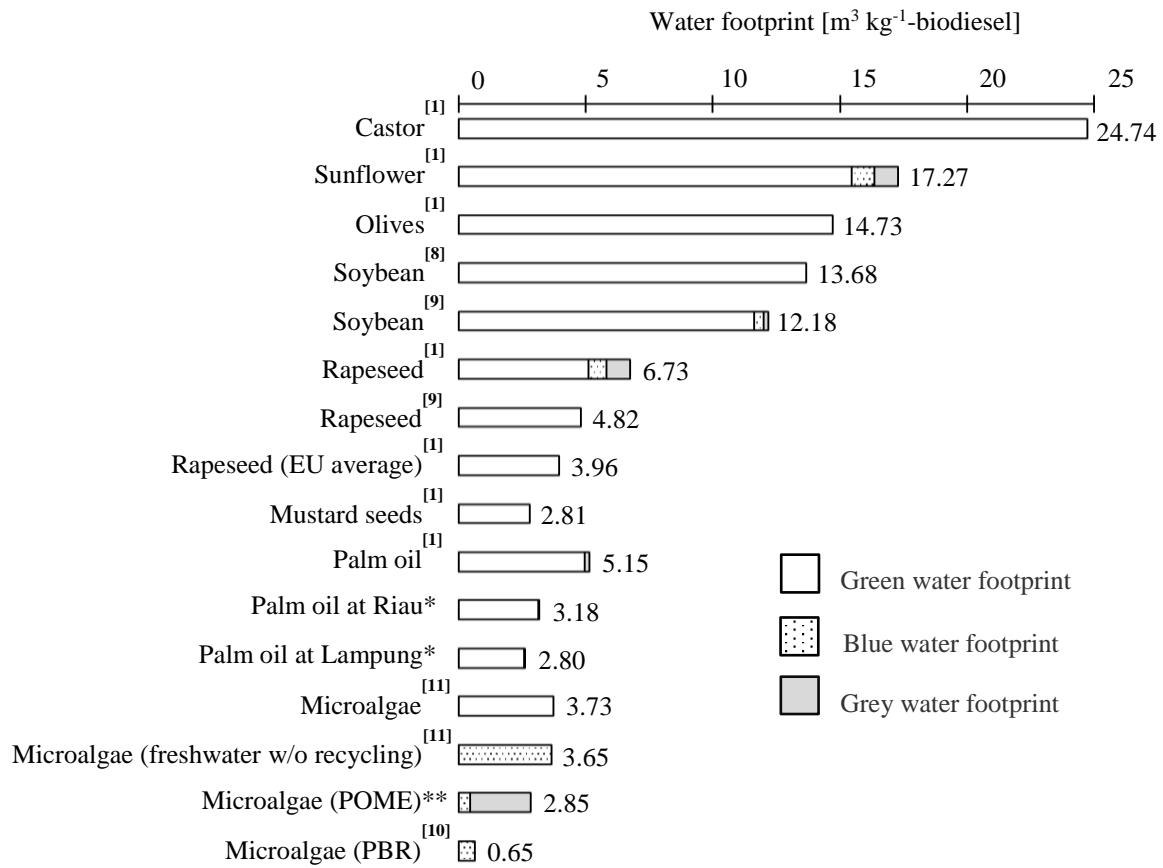 Water footprint [m³ kg⁻¹-biodiesel]
0 5 10 15 20 25
Castor[1] 24.74
Sunflower[1] 17.27
Olives[1] 14.73
Soybean[8] 13.68
Soybean[9] 12.18
Rapeseed[1] 6.73
Rapeseed[9] 4.82
Rapeseed (EU average)[1] 3.96
Mustard seeds[1] 2.81
Palm oil[1] 5.15
Palm oil at Riau* 3.18
Palm oil at Lampung* 2.80
Microalgae[11] 3.73
Microalgae (freshwater w/o recycling)[11] 3.65
Microalgae (POME)** 2.85
Microalgae (PBR)[10] 0.65
Green water footprint
Blue water footprint
Grey water footprint